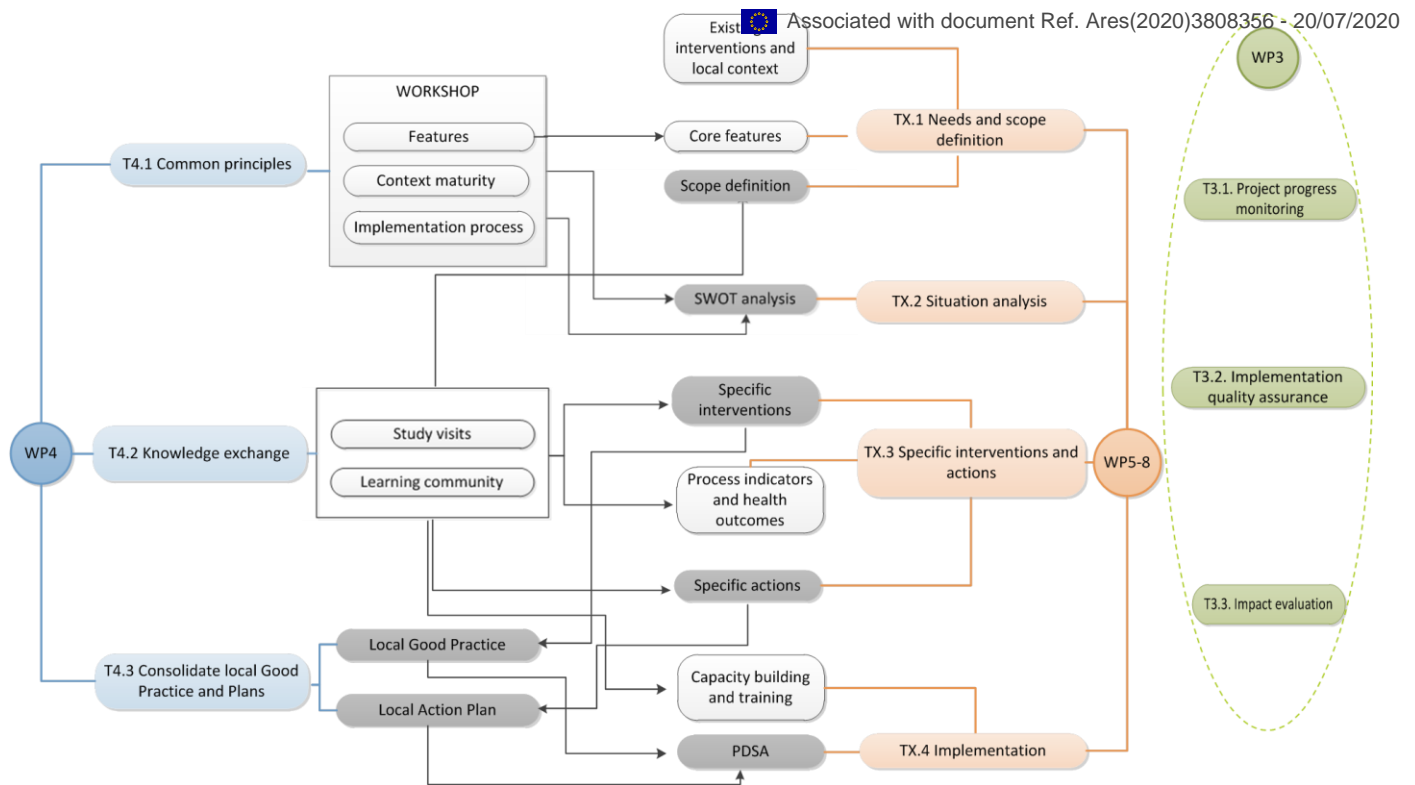 Associated with document Ref. Ares(2020)3808356 - 20/07/2020
interventions and
local context
WP3
WORKSHOP
Features
Context maturity
Implementation process
Core features
Scope definition
SWOT analysis
TX.1 Needs and scope
definition
TX.2 Situation analysis
T4.1 Common principles
T3.1. Project progress
monitoring
T3.2. Implementation
quality assurance
T3.3. Impact evaluation
WP4
T4.2 Knowledge exchange
Study visits
Learning community
Specific
interventions
Process indicators
and health
outcomes
Specific actions
TX.3 Specific interventions and
actions
WP5-8
T4.3 Consolidate local Good
Practice and Plans
Local Good Practice
Local Action Plan
Capacity building
and training
PDSA
TX.4 Implementation